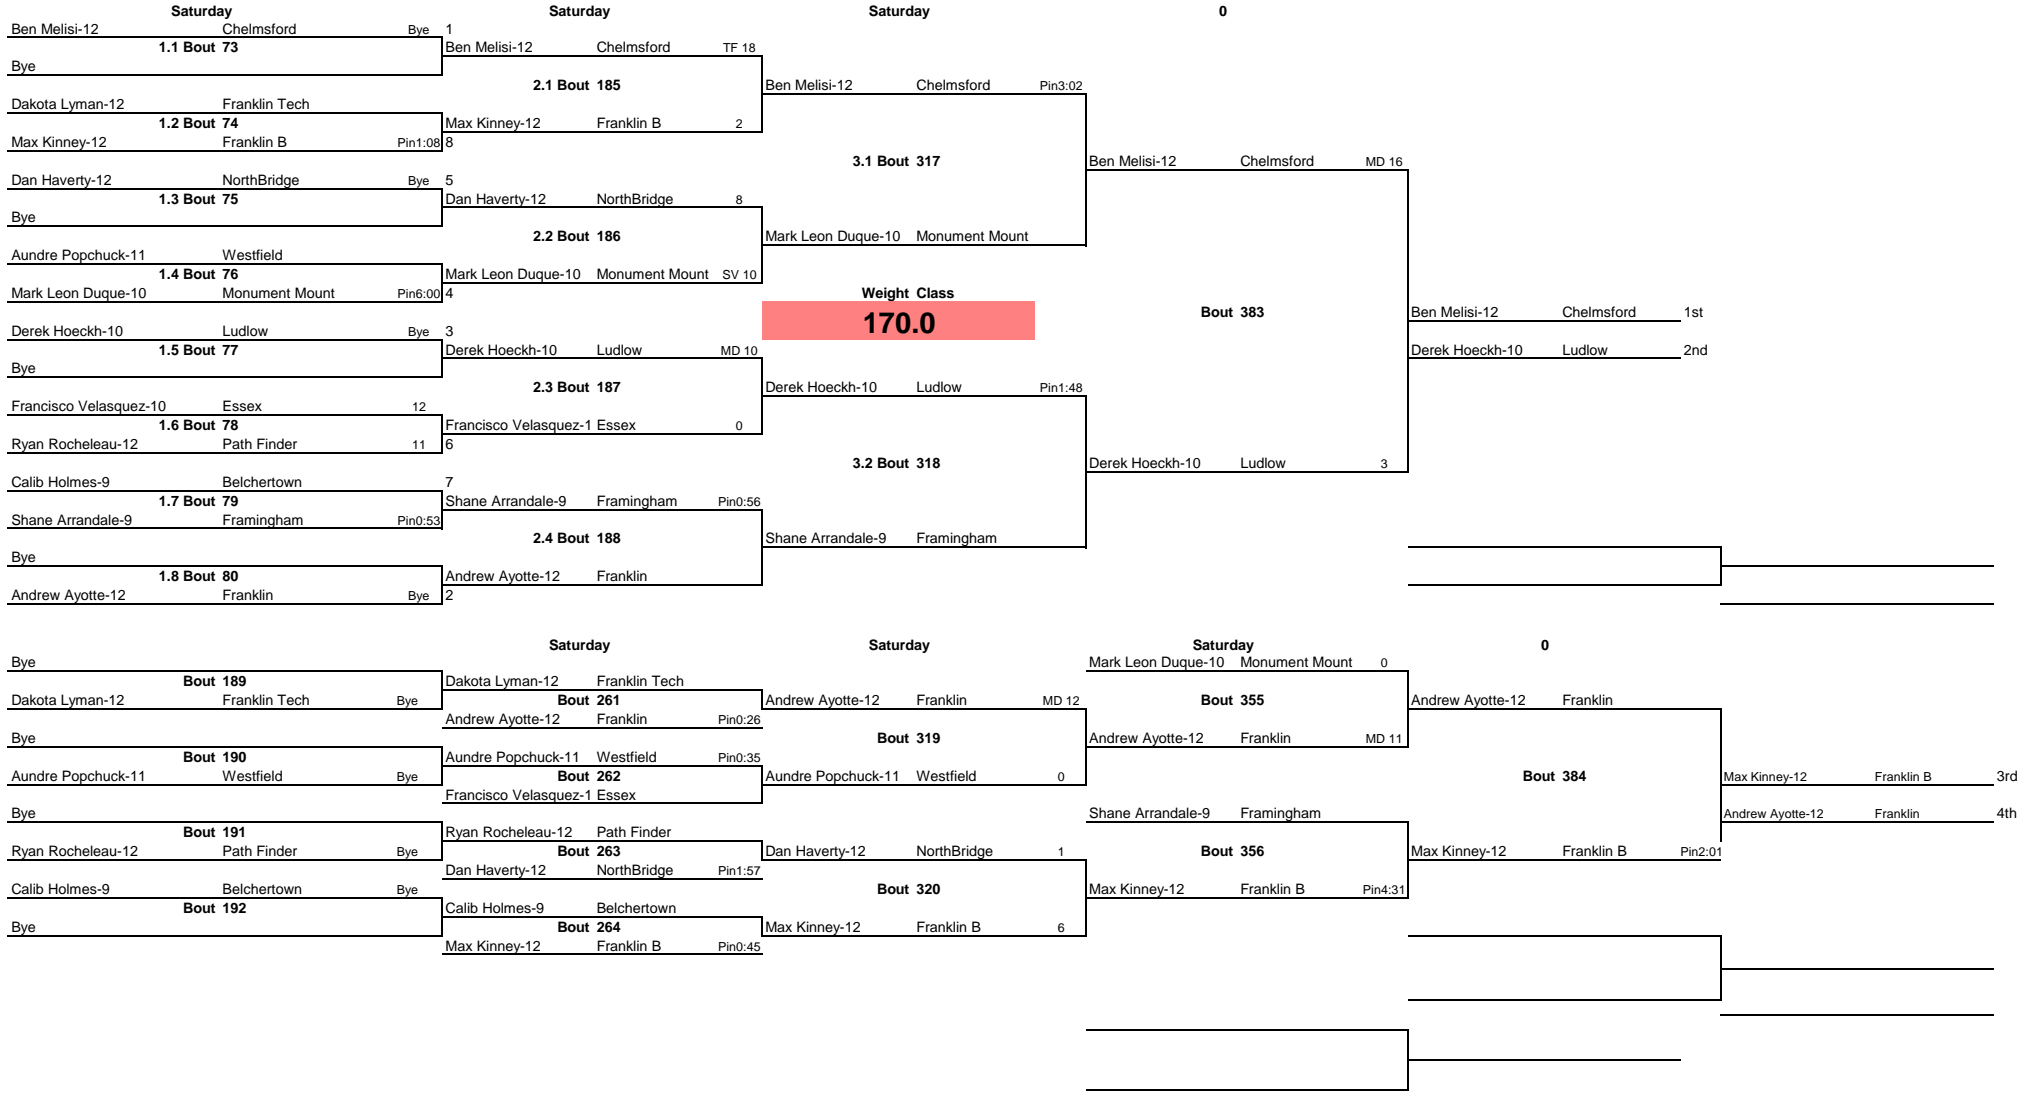 Saturday Saturday Saturday 0
Ben Melisi-12 Chelmsford Bye 1
1.1 Bout 73 Ben Melisi-12 Chelmsford TF 18
Bye
2.1 Bout 185 Ben Melisi-12 Chelmsford Pin3:02
Dakota Lyman-12 Franklin Tech
1.2 Bout 74 Max Kinney-12 Franklin B 2
Max Kinney-12 Franklin B Pin1:08 8
3.1 Bout 317 Ben Melisi-12 Chelmsford MD 16
Dan Haverty-12 NorthBridge Bye 5
1.3 Bout 75 Dan Haverty-12 NorthBridge 8
Bye
2.2 Bout 186 Mark Leon Duque-10 Monument Mount
Aundre Popchuck-11 Westfield
1.4 Bout 76 Mark Leon Duque-10 Monument Mount SV 10
Mark Leon Duque-10 Monument Mount Pin6:00 4 Weight Class
Bout 383 Ben Melisi-12 Chelmsford 1st
170.0
Derek Hoeckh-10 Ludlow Bye 3
1.5 Bout 77 Derek Hoeckh-10 Ludlow MD 10 Derek Hoeckh-10 Ludlow 2nd
Bye
2.3 Bout 187 Derek Hoeckh-10 Ludlow Pin1:48
Francisco Velasquez-10 Essex 12
1.6 Bout 78 Francisco Velasquez-1 Essex 0
Ryan Rocheleau-12 Path Finder 11 6
3.2 Bout 318 Derek Hoeckh-10 Ludlow 3
Calib Holmes-9 Belchertown 7
1.7 Bout 79 Shane Arrandale-9 Framingham Pin0:56
Shane Arrandale-9 Framingham Pin0:53
2.4 Bout 188 Shane Arrandale-9 Framingham
Bye
1.8 Bout 80 Andrew Ayotte-12 Franklin
Andrew Ayotte-12 Franklin Bye 2
Saturday Saturday Saturday 0
Bye Mark Leon Duque-10 Monument Mount 0
Bout 189 Dakota Lyman-12 Franklin Tech
Dakota Lyman-12 Franklin Tech Bye Bout 261 Andrew Ayotte-12 Franklin MD 12 Bout 355 Andrew Ayotte-12 Franklin
Andrew Ayotte-12 Franklin Pin0:26
Bye Bout 319 Andrew Ayotte-12 Franklin MD 11
Bout 190 Aundre Popchuck-11 Westfield Pin0:35
Aundre Popchuck-11 Westfield Bye Bout 262 Aundre Popchuck-11 Westfield 0 Bout 384 Max Kinney-12 Franklin B 3rd
Francisco Velasquez-1 Essex
Bye Shane Arrandale-9 Framingham Andrew Ayotte-12 Franklin 4th
Bout 191 Ryan Rocheleau-12 Path Finder
Ryan Rocheleau-12 Path Finder Bye Bout 263 Dan Haverty-12 NorthBridge 1 Bout 356 Max Kinney-12 Franklin B Pin2:01
Dan Haverty-12 NorthBridge Pin1:57
Calib Holmes-9 Belchertown Bye Bout 320 Max Kinney-12 Franklin B Pin4:31
Bout 192 Calib Holmes-9 Belchertown
Bye Bout 264 Max Kinney-12 Franklin B 6
Max Kinney-12 Franklin B Pin0:45